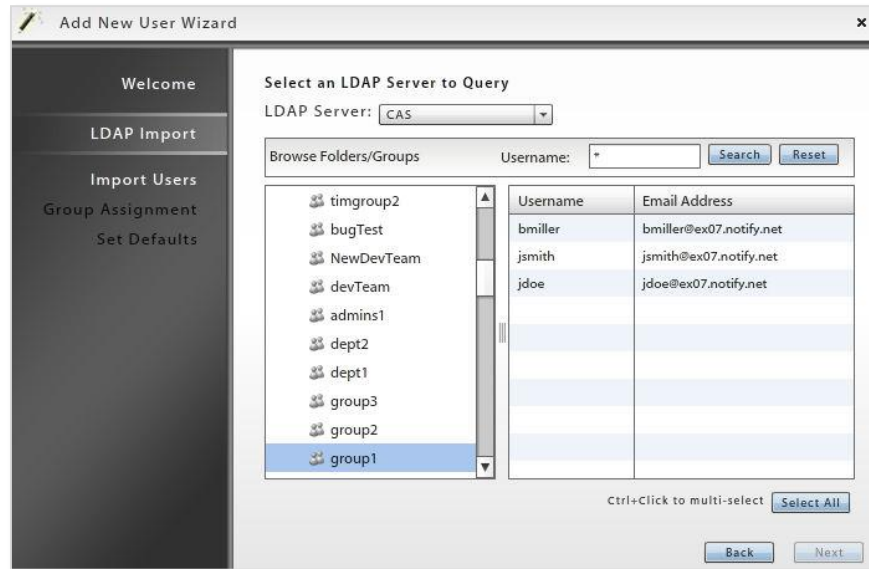 Add New User Wizard
×
Welcome
LDAP Import
Import Users
Group Assignment
Set Defaults
Select an LDAP Server to Query
LDAP Server: CAS
Browse Folders/Groups Username: * Search Reset
timgroup2
bugTest
NewDevTeam
devTeam
admins1
dept2
dept1
group3
group2
group1
Username Email Address
bmiller bmiller@ex07.notify.net
jsmith jsmith@ex07.notify.net
jdoe jdoe@ex07.notify.net
Ctrl+Click to multi-select Select All
Back Next